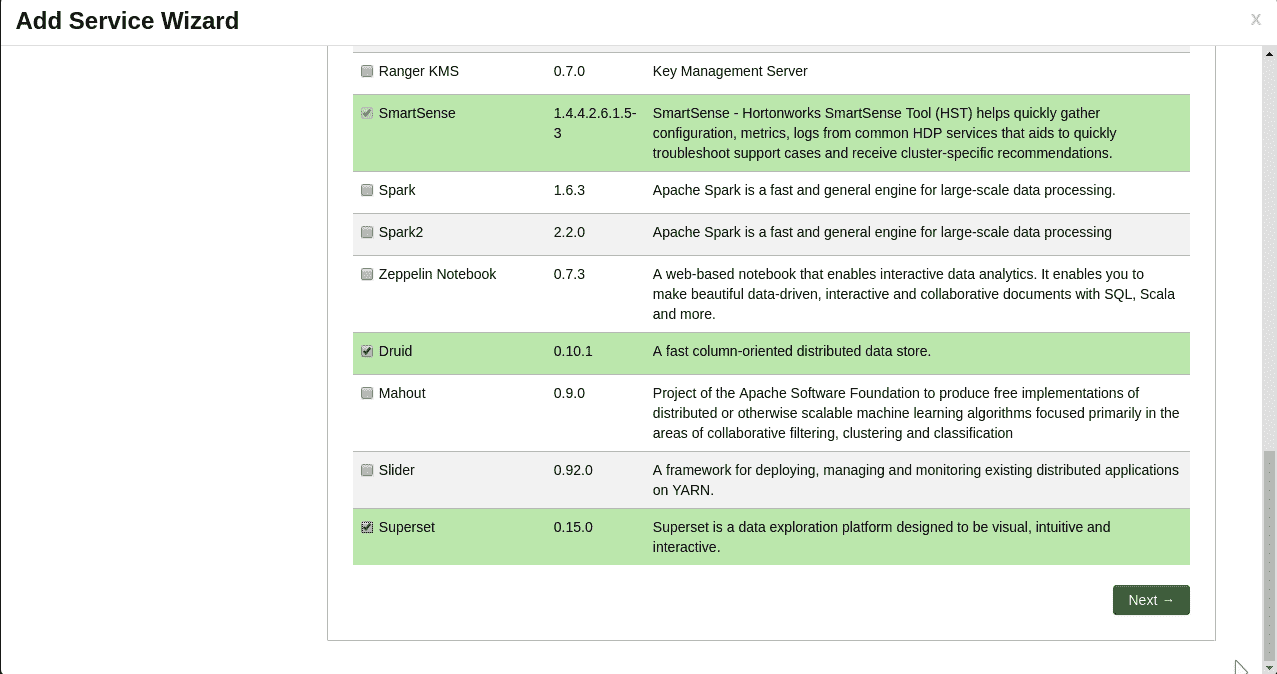 Add Service Wizard
x
Ranger KMS 0.7.0 Key Management Server
SmartSense 1.4.4.2.6.1.5- SmartSense - Hortonworks SmartSense Tool (HST) helps quickly gather
3 configuration, metrics, logs from common HDP services that aids to quickly
troubleshoot support cases and receive cluster-specific recommendations.
Spark 1.6.3 Apache Spark is a fast and general engine for large-scale data processing.
Spark2 2.2.0 Apache Spark is a fast and general engine for large-scale data processing
Zeppelin Notebook 0.7.3 A web-based notebook that enables interactive data analytics. It enables you to
make beautiful data-driven, interactive and collaborative documents with SQL, Scala
and more.
Druid 0.10.1 A fast column-oriented distributed data store.
Mahout 0.9.0 Project of the Apache Software Foundation to produce free implementations of
distributed or otherwise scalable machine learning algorithms focused primarily in the
areas of collaborative filtering, clustering and classification
Slider 0.92.0 A framework for deploying, managing and monitoring existing distributed applications
on YARN.
Superset 0.15.0 Superset is a data exploration platform designed to be visual, intuitive and
interactive.
Next →